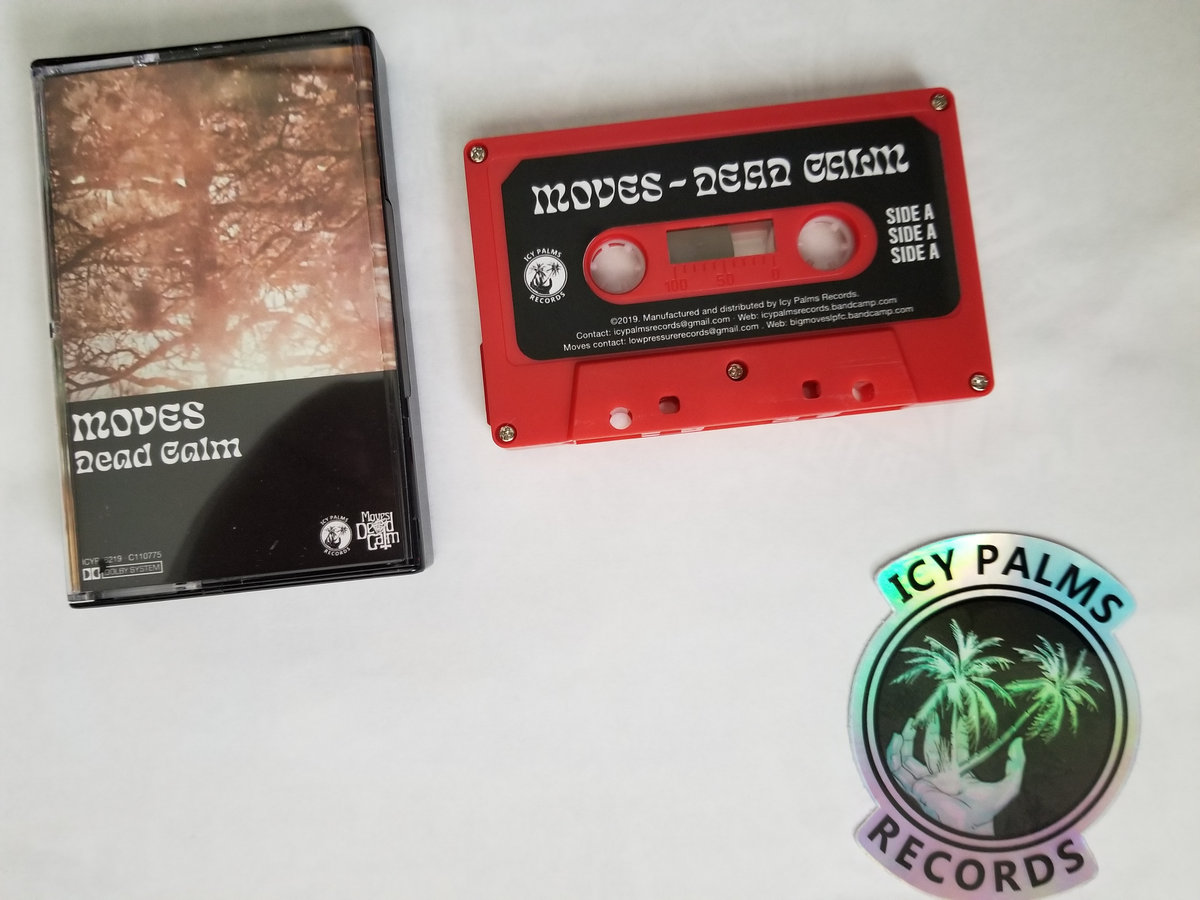 MOVES
Dead Calm
ICY PALMS
RECORDS
Moves
Dead
Calm
C110775
DOLBY SYSTEM
MOVES - DEAD CALM
SIDE A
SIDE A
SIDE A
ICY PALMS
RECORDS
100 50 0
©2019. Manufactured and distributed by Icy Palms Records.
Contact: icypalmsrecords@gmail.com · Web: icypalmsrecords.bandcamp.com
Moves contact: lowpressurerecords@gmail.com . Web: bigmoveslpfc.bandcamp.com
ICY PALMS
RECORDS